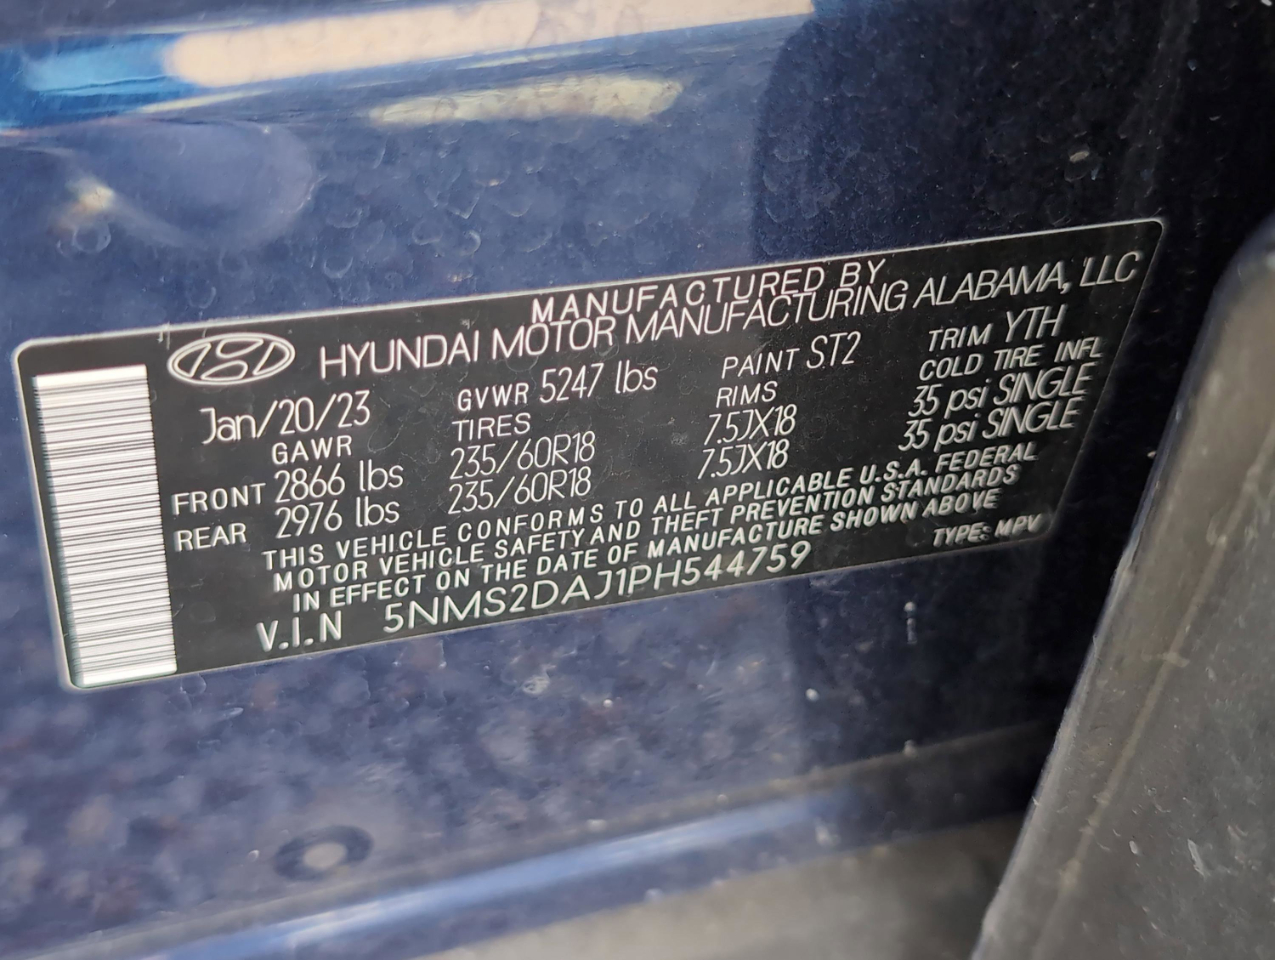 MANUFACTURED BY
HYUNDAI MOTOR MANUFACTURING ALABAMA, LLC
Jan/20/23 GVWR 5247 lbs PAINT ST2 TRIM YTH
GAWR TIRES RIMS COLD TIRE INFL
FRONT 2866 lbs 235/60R18 7.5JX18 35 psi SINGLE
REAR 2976 lbs 235/60R18 7.5JX18 35 psi SINGLE
THIS VEHICLE CONFORMS TO ALL APPLICABLE U.S.A. FEDERAL
MOTOR VEHICLE SAFETY AND THEFT PREVENTION STANDARDS
IN EFFECT ON THE DATE OF MANUFACTURE SHOWN ABOVE
V.I.N 5NMS2DAJ1PH544759 TYPE: MPV